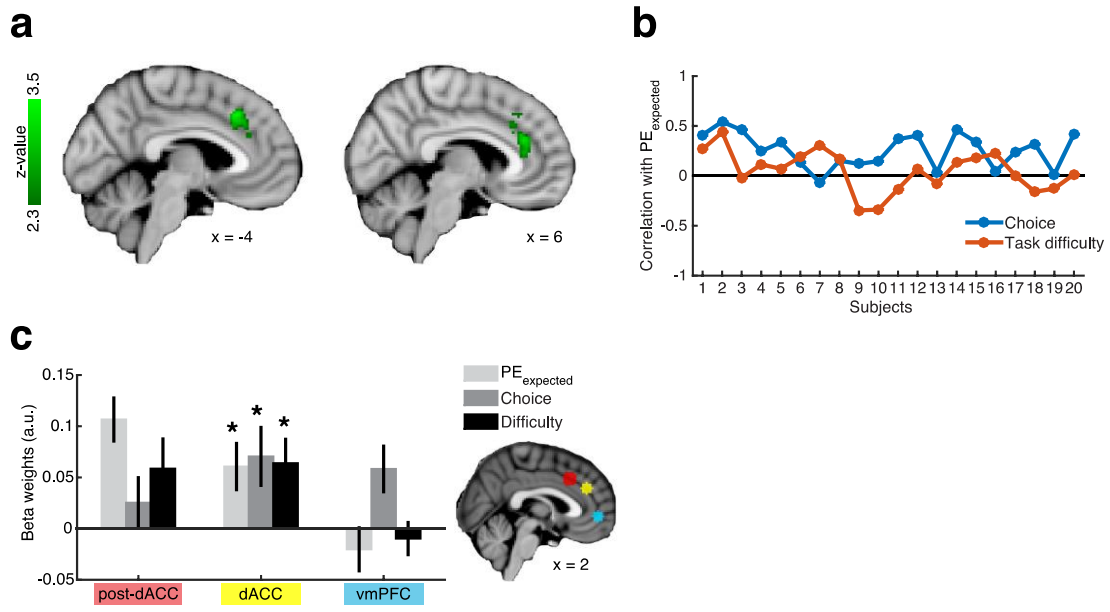 a
3.5
z-value
2.3
x = -4
x = 6
b
1
0.5
0
-0.5
-1
Correlation with PEexpected
Choice
Task difficulty
1 2 3 4 5 6 7 8 9 10 11 12 13 14 15 16 17 18 19 20
Subjects
c
0.15
0.1
0.05
0
-0.05
Beta weights (a.u.)
* * *
post-dACC
dACC
vmPFC
PEexpected
Choice
Difficulty
x = 2